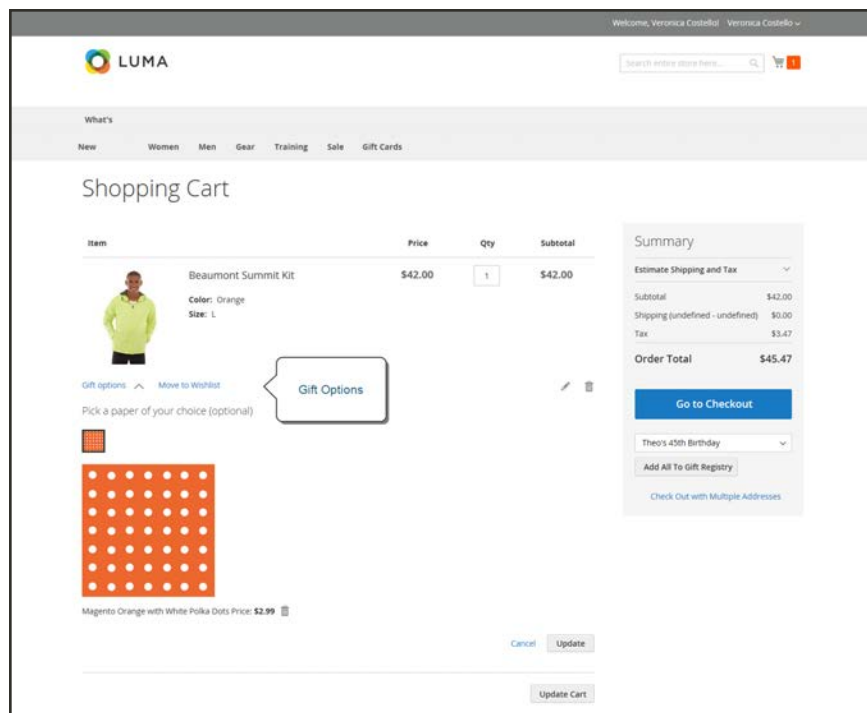 Welcome, Veronica Costello! Veronica Costello
LUMA
Search entire store here...
1
What's
New Women Men Gear Training Sale Gift Cards
Shopping Cart
Item Price Qty Subtotal
Beaumont Summit Kit $42.00 1 $42.00
Color: Orange
Size: L
Gift options Move to Wishlist
Gift Options
Pick a paper of your choice (optional)
Magento Orange with White Polka Dots Price: $2.99
Cancel Update
Update Cart
Summary
Estimate Shipping and Tax
Subtotal $42.00
Shipping (undefined - undefined) $0.00
Tax $3.47
Order Total $45.47
Go to Checkout
Theo's 45th Birthday
Add All To Gift Registry
Check Out with Multiple Addresses